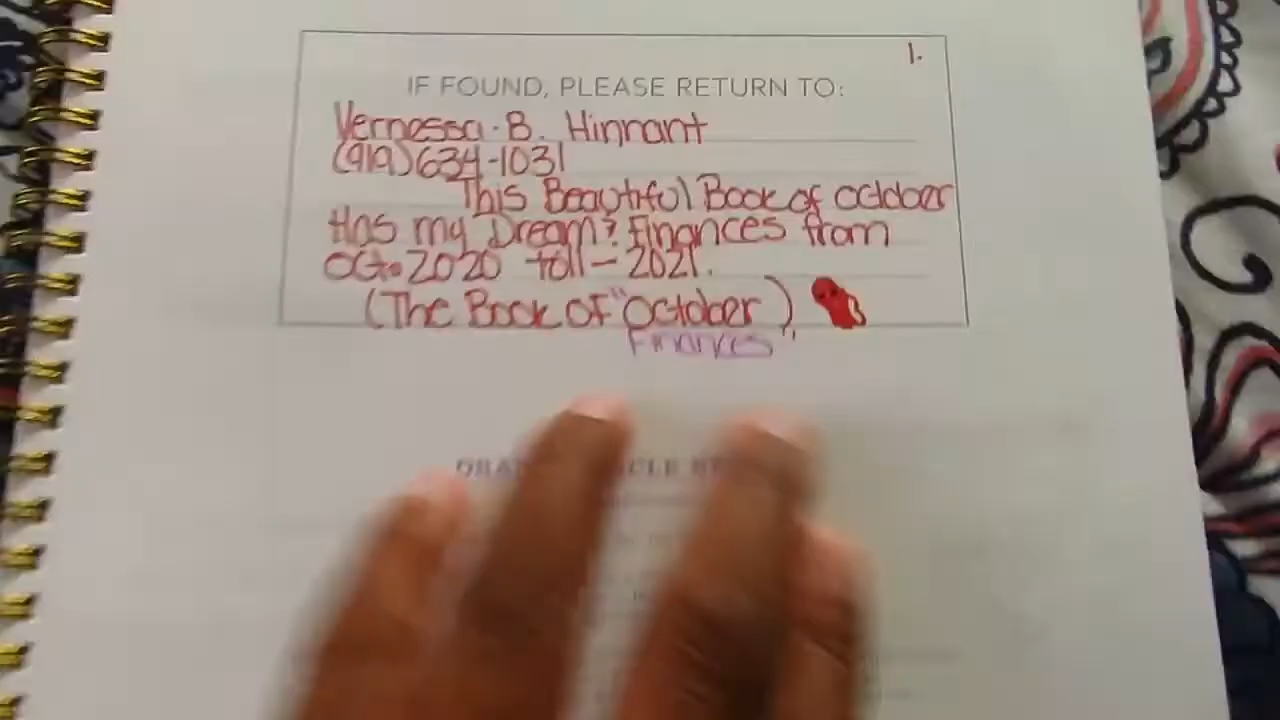 1.
IF FOUND, PLEASE RETURN TO:
Vernessa. B. Hinnant
(919)634-1031
This Beautiful Book of october
Has my Dream? Finances from
Oct. 2020 till - 2021.
(The Book of "October)
Finances"